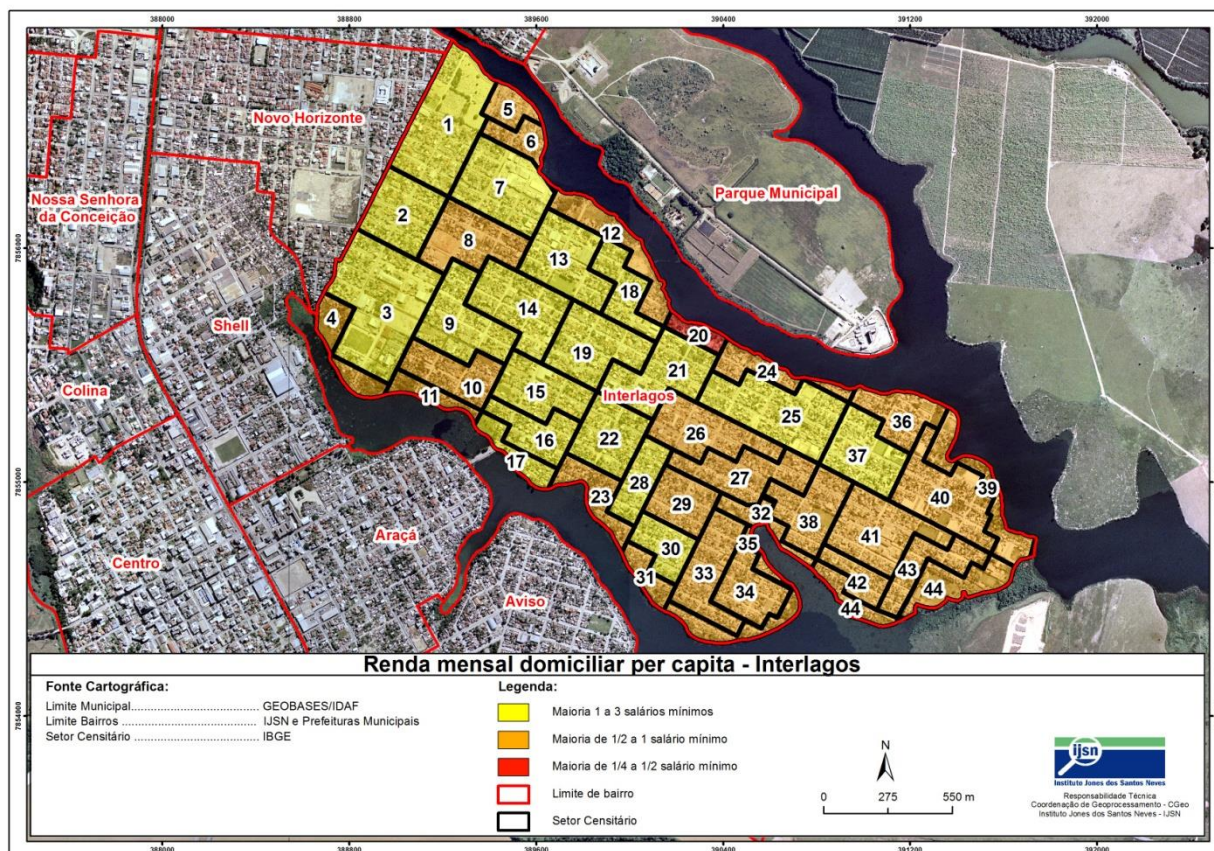 388000 388800 389600 390400 391200 392000
7856000
7855000
7854000
Novo Horizonte
Nossa Senhora
da Conceição
Parque Municipal
Shell
Colina
Centro
Araçá
Aviso
Interlagos
1
5
6
7
2
8
12
13
18
4
3
9
14
20
19
21
24
11
10
15
25
36
17
16
22
26
37
23
28
27
40
39
29
32
38
41
30
35
31
33
34
42
43
44
44
Renda mensal domiciliar per capita - Interlagos
Fonte Cartográfica:
Limite Municipal............................ GEOBASES/IDAF
Limite Bairros ............................... IJSN e Prefeituras Municipais
Setor Censitário ............................ IBGE
Legenda:
Maioria 1 a 3 salários mínimos
Maioria de 1/2 a 1 salário mínimo
Maioria de 1/4 a 1/2 salário mínimo
Limite de bairro
Setor Censitário
N
0 275 550 m
ijsn
Instituto Jones dos Santos Neves
Responsabilidade Técnica
Coordenação de Geoprocessamento - CGeo
Instituto Jones dos Santos Neves - IJSN
388000 388800 389600 390400 391200 392000